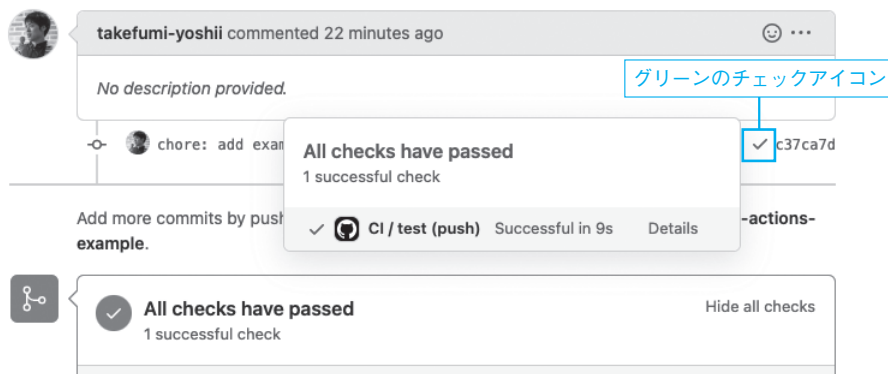 takefumi-yoshii commented 22 minutes ago
No description provided.
グリーンのチェックアイコン
chore: add exam
c37ca7d
All checks have passed
1 successful check
CI / test (push) Successful in 9s Details
Add more commits by push
-actions-
example.
All checks have passed
Hide all checks
1 successful check